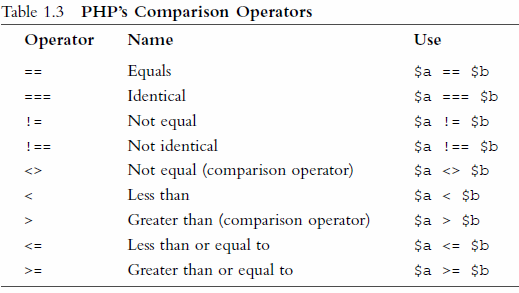 Table 1.3 PHP's Comparison Operators
Operator Name Use
== Equals $a == $b
=== Identical $a === $b
!= Not equal $a != $b
!== Not identical $a !== $b
<> Not equal (comparison operator) $a <> $b
< Less than $a < $b
> Greater than (comparison operator) $a > $b
<= Less than or equal to $a <= $b
>= Greater than or equal to $a >= $b